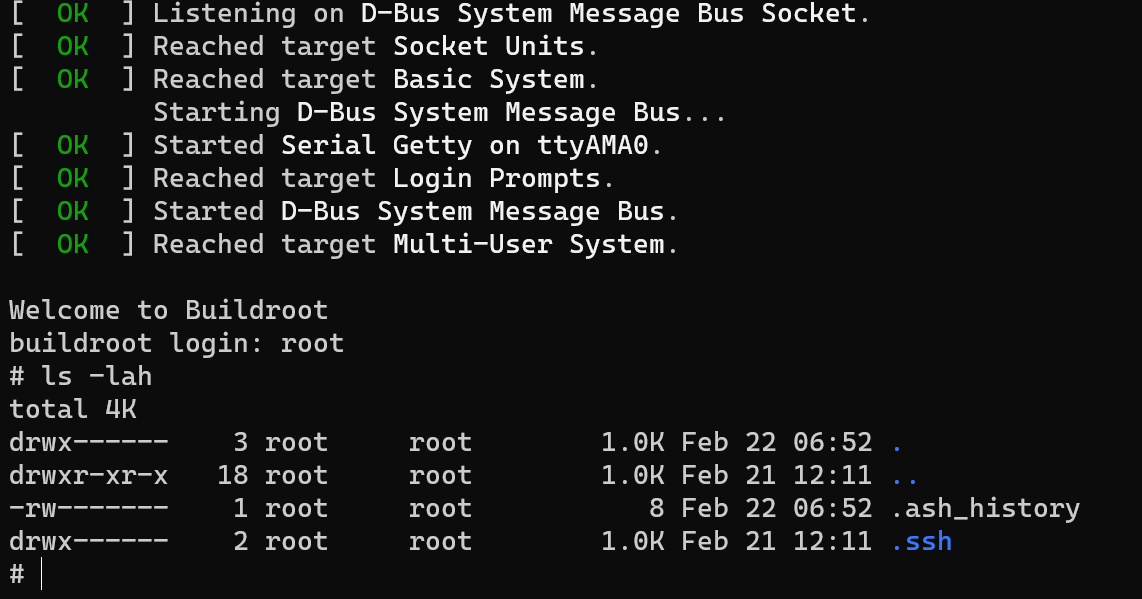 [  OK  ] Listening on D-Bus System Message Bus Socket.
[  OK  ] Reached target Socket Units.
[  OK  ] Reached target Basic System.
         Starting D-Bus System Message Bus...
[  OK  ] Started Serial Getty on ttyAMA0.
[  OK  ] Reached target Login Prompts.
[  OK  ] Started D-Bus System Message Bus.
[  OK  ] Reached target Multi-User System.

Welcome to Buildroot
buildroot login: root
# ls -lah
total 4K
drwx------    3 root     root        1.0K Feb 22 06:52 .
drwxr-xr-x   18 root     root        1.0K Feb 21 12:11 ..
-rw-------    1 root     root           8 Feb 22 06:52 .ash_history
drwx------    2 root     root        1.0K Feb 21 12:11 .ssh
#